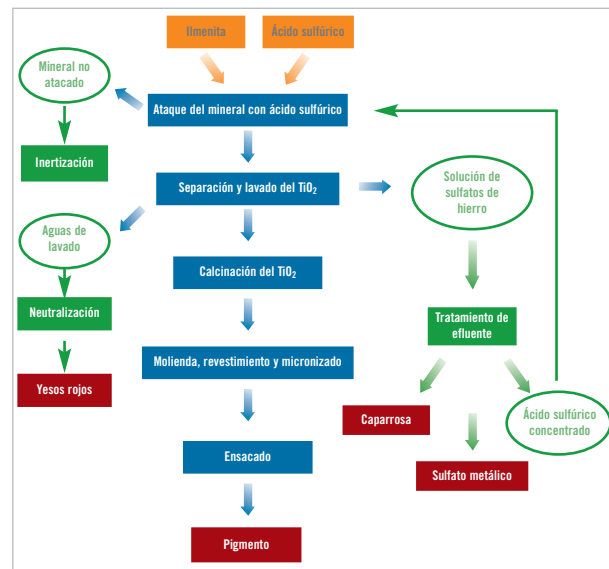 Ilmenita
Ácido sulfúrico
Mineral no
atacado
Ataque del mineral con ácido sulfúrico
Inertización
Separación y lavado del TiO₂
Solución de
sulfatos de
hierro
Aguas de
lavado
Calcinación del TiO₂
Neutralización
Tratamiento de
efluente
Molienda, revestimiento y micronizado
Yesos rojos
Caparrosa
Ácido sulfúrico
concentrado
Ensacado
Sulfato metálico
Pigmento